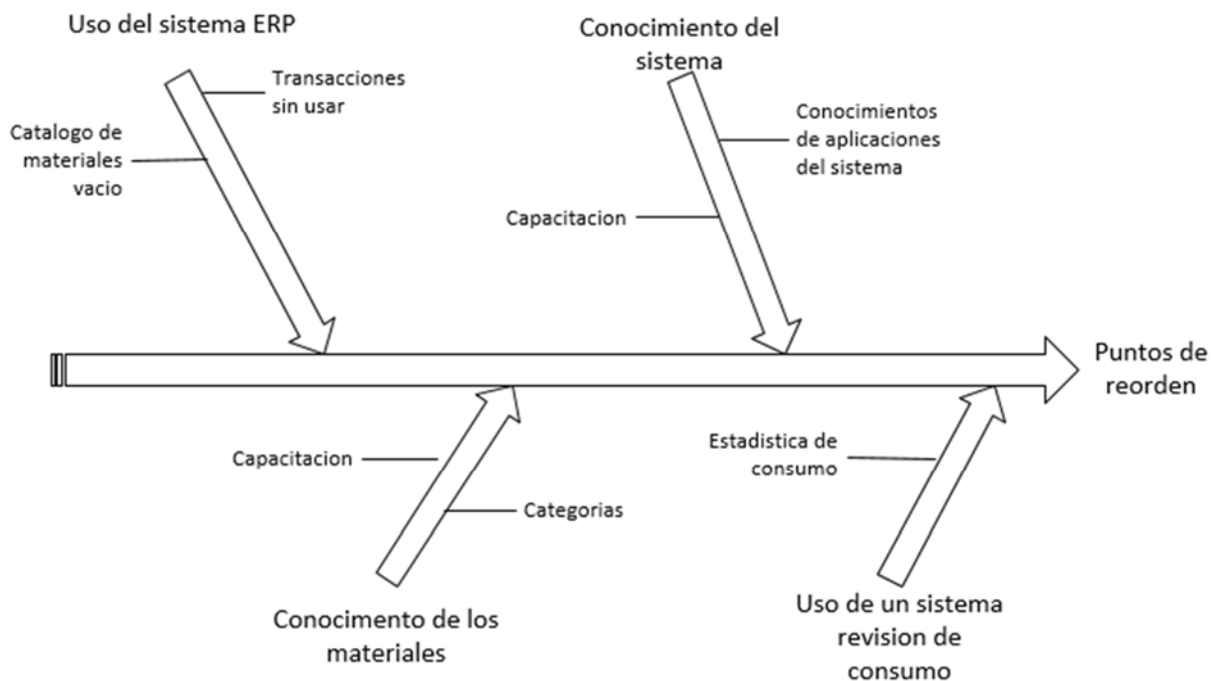 Uso del sistema ERP
Transacciones
sin usar
Catalogo de
materiales
vacio
Conocimiento del
sistema
Conocimientos
de aplicaciones
del sistema
Capacitacion
Puntos de
reorden
Capacitacion
Categorias
Conocimento de los
materiales
Estadistica de
consumo
Uso de un sistema
revision de
consumo